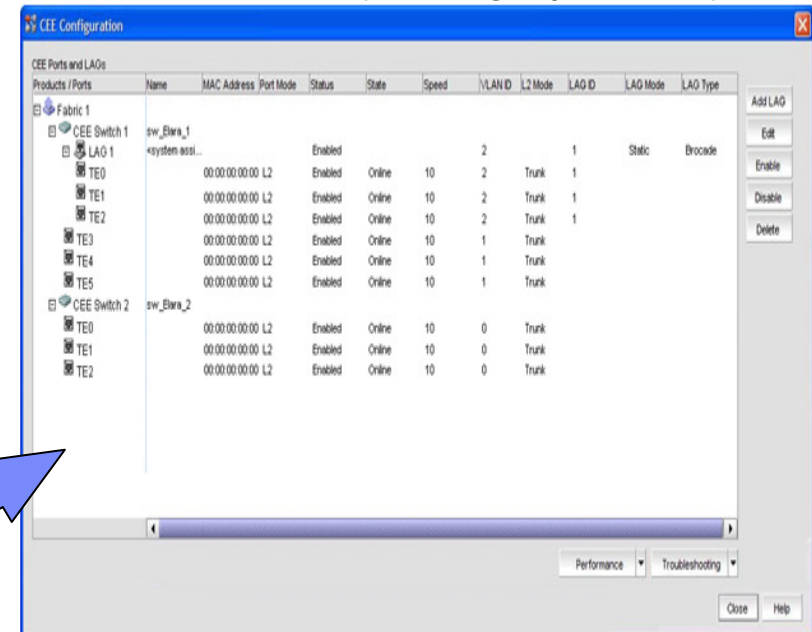 CEE Configuration
CEE Ports and LAGs
Products / Ports Name MAC Address Port Mode Status State Speed VLAN ID L2 Mode LAG ID LAG Mode LAG Type
Add LAG
Fabric 1
CEE Switch 1 sw_Elara_1
Edit
LAG 1 <system assi... Enabled 2 1 Static Brocade
Enable
TE0 00:00:00:00:00 L2 Enabled Online 10 2 Trunk 1
TE1 00:00:00:00:00 L2 Enabled Online 10 2 Trunk 1
Disable
TE2 00:00:00:00:00 L2 Enabled Online 10 2 Trunk 1
Delete
TE3 00:00:00:00:00 L2 Enabled Online 10 1 Trunk
TE4 00:00:00:00:00 L2 Enabled Online 10 1 Trunk
TE5 00:00:00:00:00 L2 Enabled Online 10 1 Trunk
CEE Switch 2 sw_Elara_2
TE0 00:00:00:00:00 L2 Enabled Online 10 0 Trunk
TE1 00:00:00:00:00 L2 Enabled Online 10 0 Trunk
TE2 00:00:00:00:00 L2 Enabled Online 10 0 Trunk
Performance Troubleshooting
Close Help